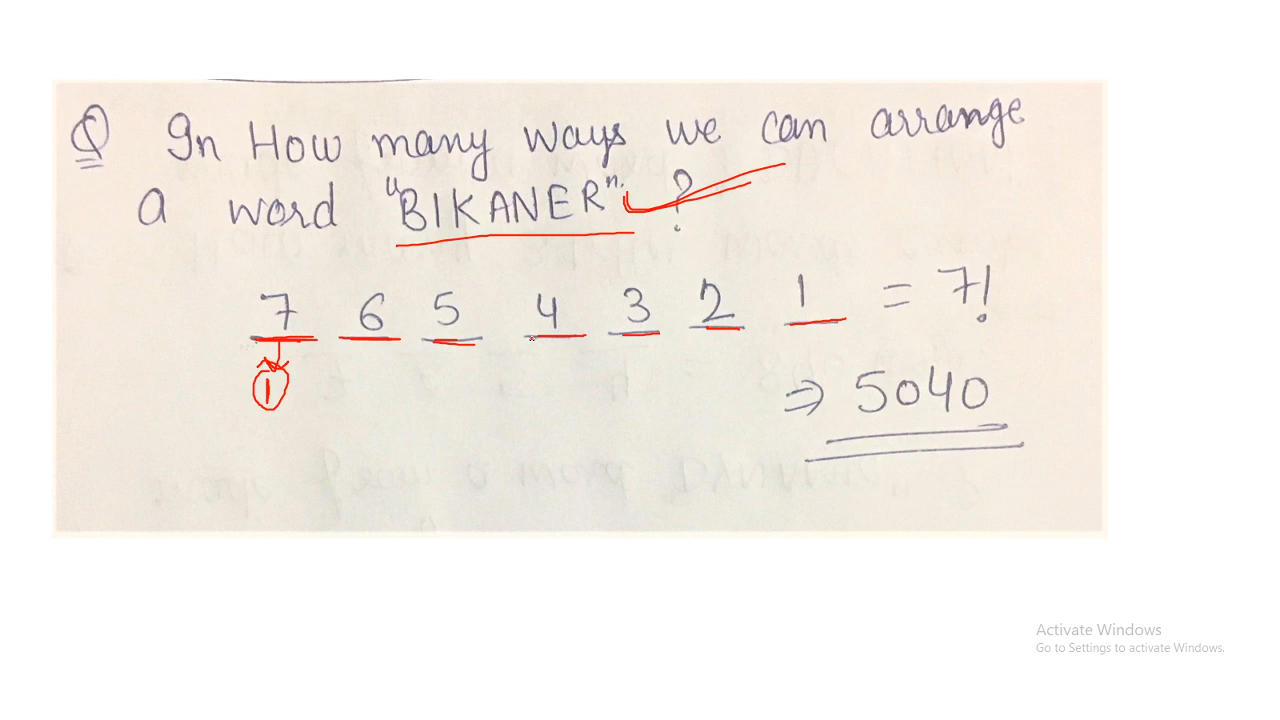 Q In How many ways we can arrange
a word "BIKANER" ?
7 6 5 4 3 2 1 = 7!
1
⇒ 5040
Activate Windows
Go to Settings to activate Windows.